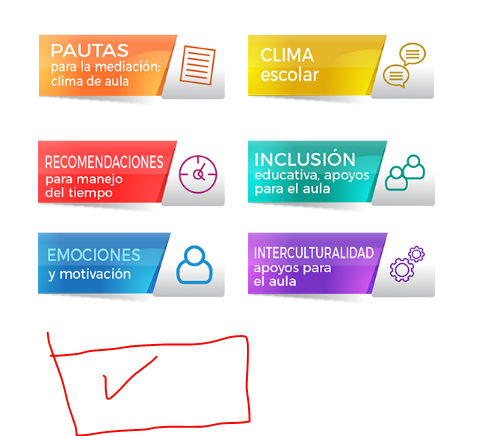 PAUTAS
para la mediación:
clima de aula
CLIMA
escolar
RECOMENDACIONES
para manejo
del tiempo
INCLUSIÓN
educativa, apoyos
para el aula
EMOCIONES
y motivación
INTERCULTURALIDAD
apoyos para
el aula